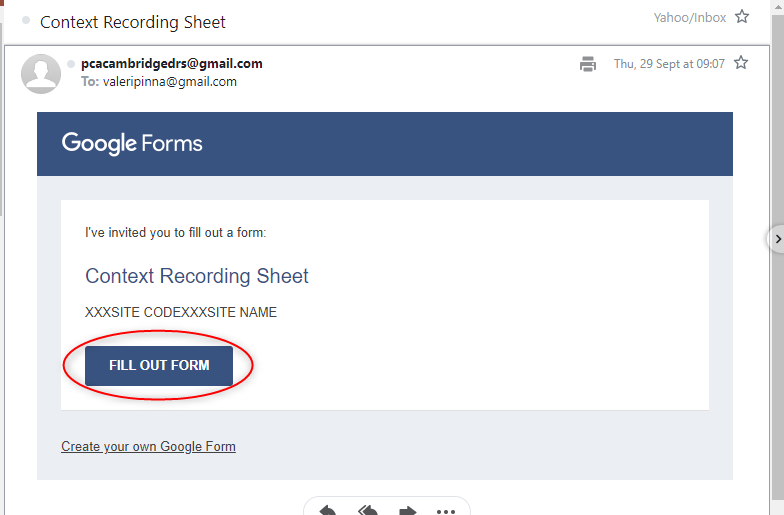 Context Recording Sheet
Yahoo/Inbox
pcacambridgedrs@gmail.com
Thu, 29 Sept at 09:07
To: valeripinna@gmail.com
Google Forms
I've invited you to fill out a form:
Context Recording Sheet
XXXSITE CODEXXXSITE NAME
FILL OUT FORM
Create your own Google Form